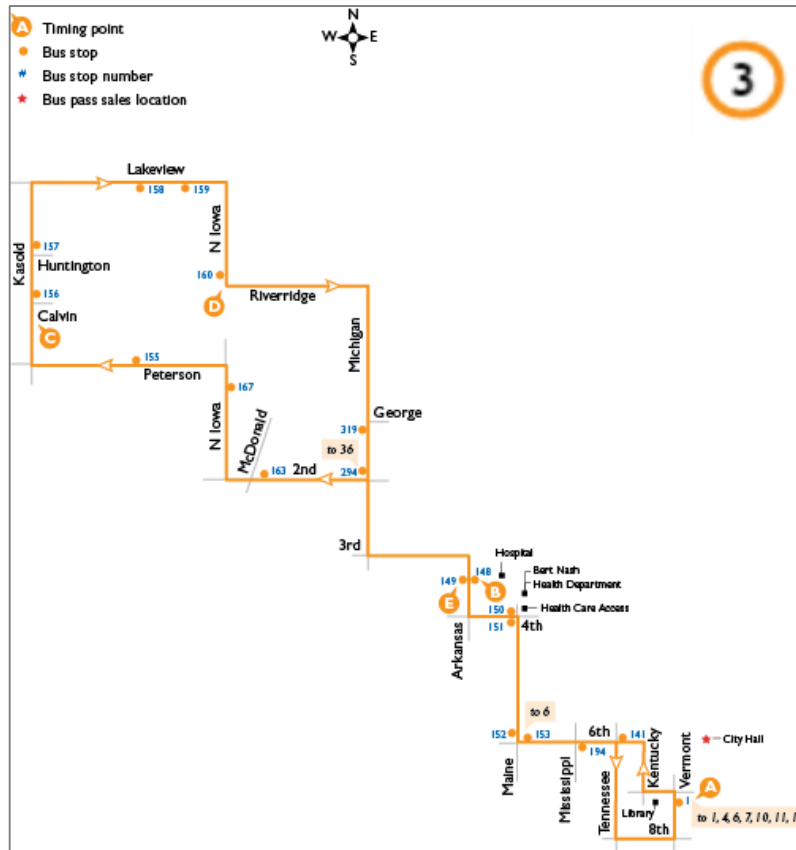 A Timing point
Bus stop
# Bus stop number
Bus pass sales location
N
W E
S
3
Lakeview
158 159
N Iowa
Kasold
157
Huntington
160
D
Riverridge
156
Calvin
C
Michigan
155
Peterson
167
N Iowa
McDonald
George
319
to 36
163 2nd 294
3rd
Hospital
149 148
E B
Bert Nash
Health Department
150
Health Care Access
151
4th
Arkansas
to 6
152 153
6th
141
194
Maine
Mississippi
Tennessee
Kentucky
Vermont
City Hall
A
1
Library
8th
to 1, 4, 6, 7, 10, 11, 1